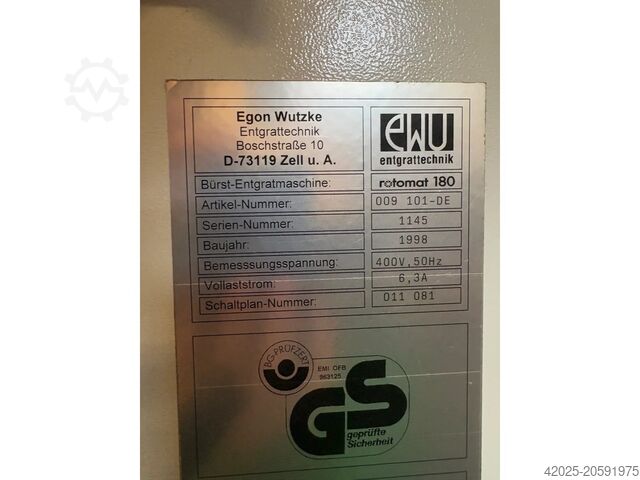 Egon Wutzke
Entgrattechnik
Boschstraße 10
D-73119 Zell u. A.
eWU
entgrattechnik
Bürst-Entgratmaschine: rotomat 180
Artikel-Nummer: 009 101-DE
Serien-Nummer: 1145
Baujahr: 1998
Bemesssungsspannung: 400V,50Hz
Vollaststrom: 6,3A
Schaltplan-Nummer: 011 081
BG-PRÜFZERT
EMI OFB
963125
GS
geprüfte
Sicherheit
42025-20591975